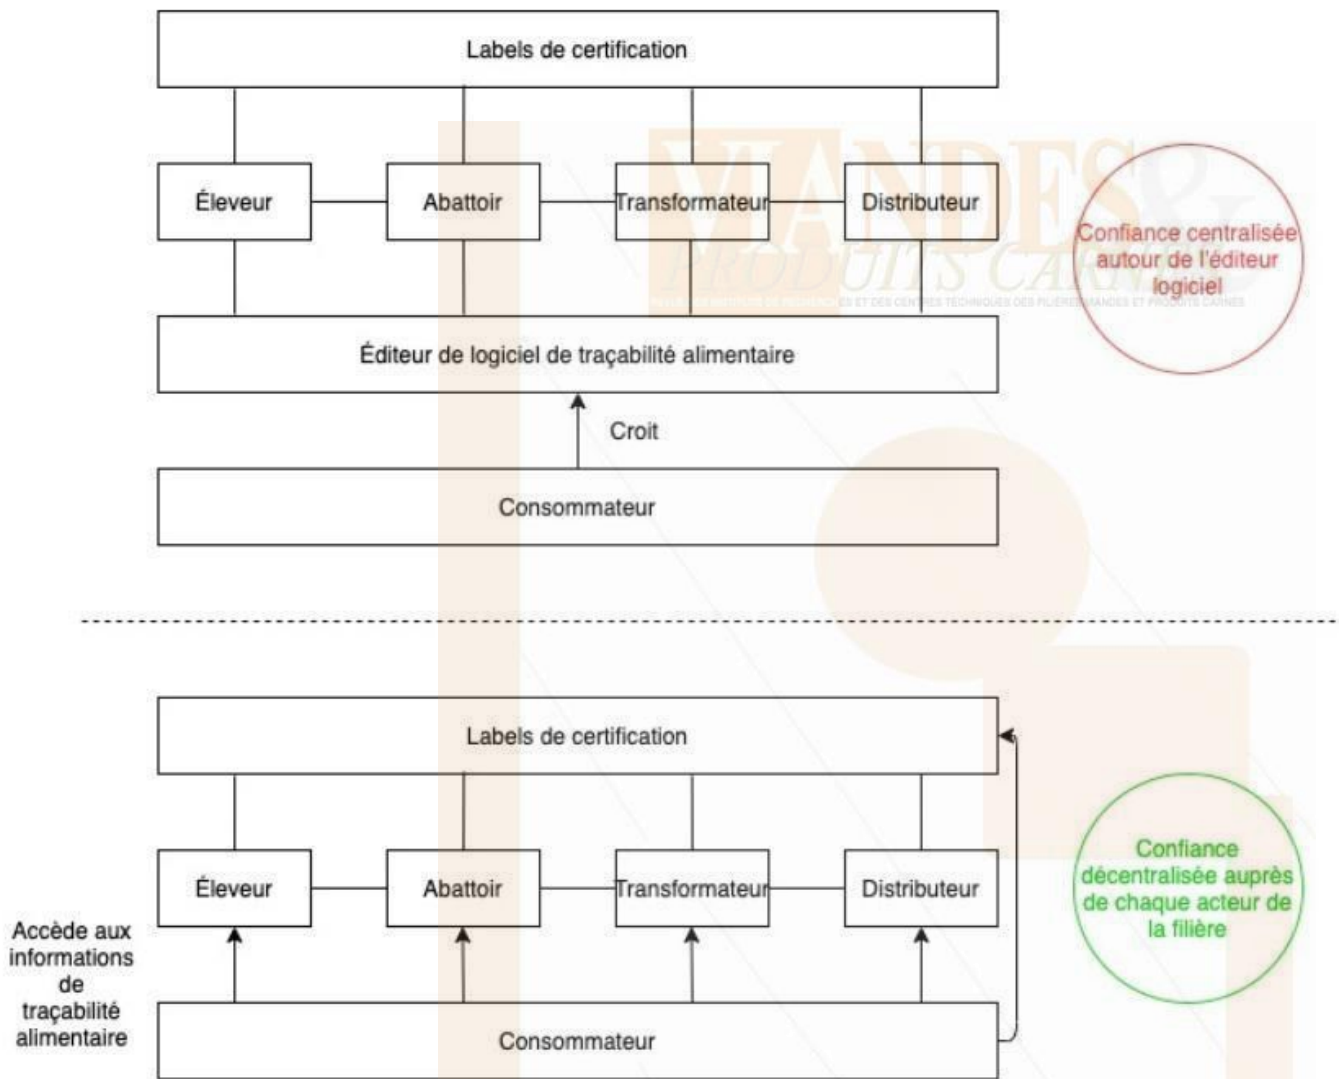 Labels de certification
Éleveur
Abattoir
Transformateur
Distributeur
VIANDES &
PRODUITS CARNÉS
Confiance centralisée
autour de l'éditeur
logiciel
Éditeur de logiciel de traçabilité alimentaire
Croit
Consommateur
Labels de certification
Éleveur
Abattoir
Transformateur
Distributeur
Confiance
décentralisée auprès
de chaque acteur de
la filière
Accède aux
informations
de
traçabilité
alimentaire
Consommateur